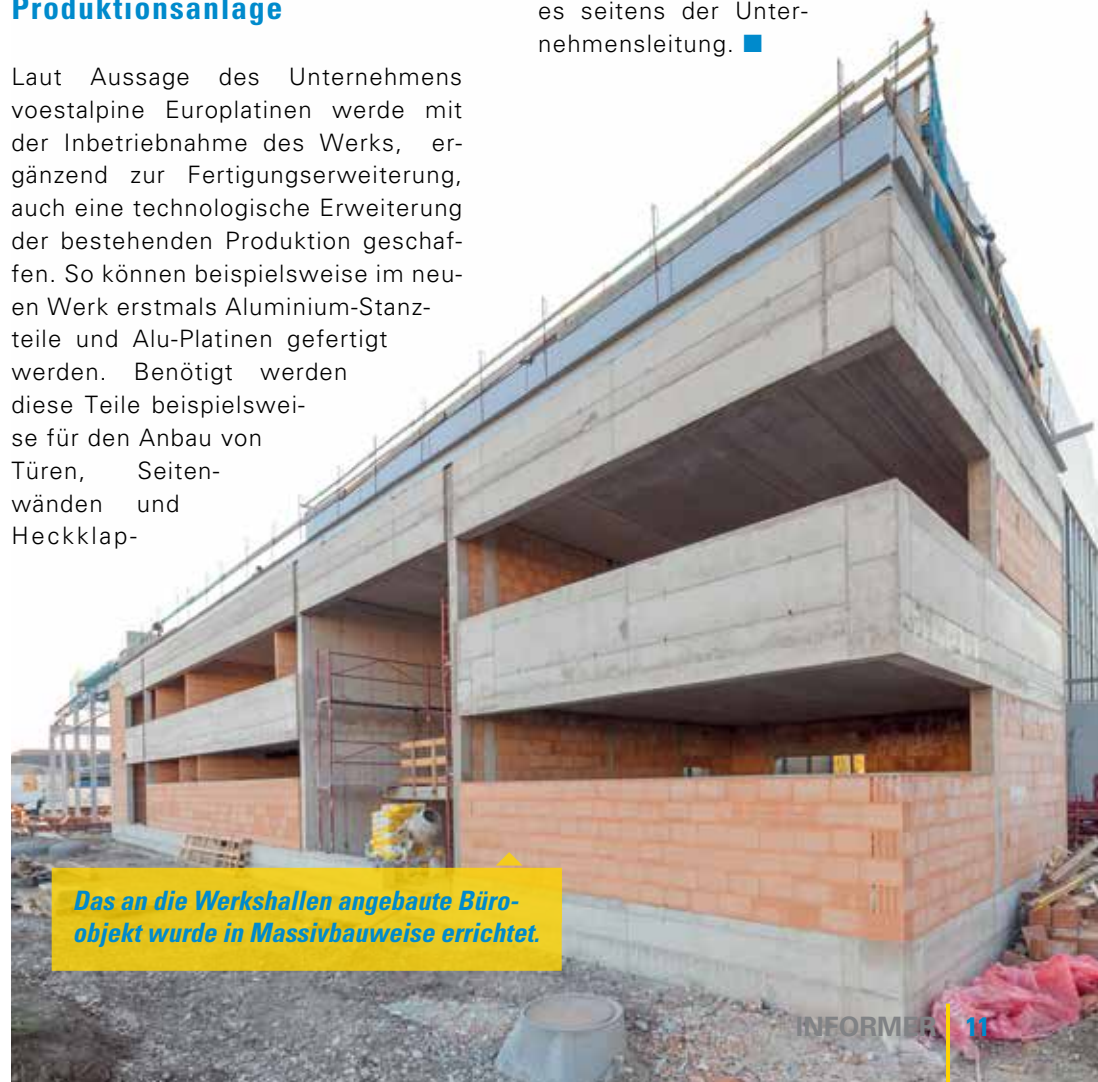 Produktionsanlage
Laut Aussage des Unternehmens
voestalpine Europlatinen werde mit
der Inbetriebnahme des Werks, er-
gänzend zur Fertigungserweiterung,
auch eine technologische Erweiterung
der bestehenden Produktion geschaf-
fen. So können beispielsweise im neu-
en Werk erstmals Aluminium-Stanz-
teile und Alu-Platinen gefertigt
werden. Benötigt werden
diese Teile beispielswei-
se für den Anbau von
Türen, Seiten-
wänden und
Heckklap-
es seitens der Unter-
nehmensleitung.
Das an die Werkshallen angebaute Büro-
objekt wurde in Massivbauweise errichtet.
INFORMER 11